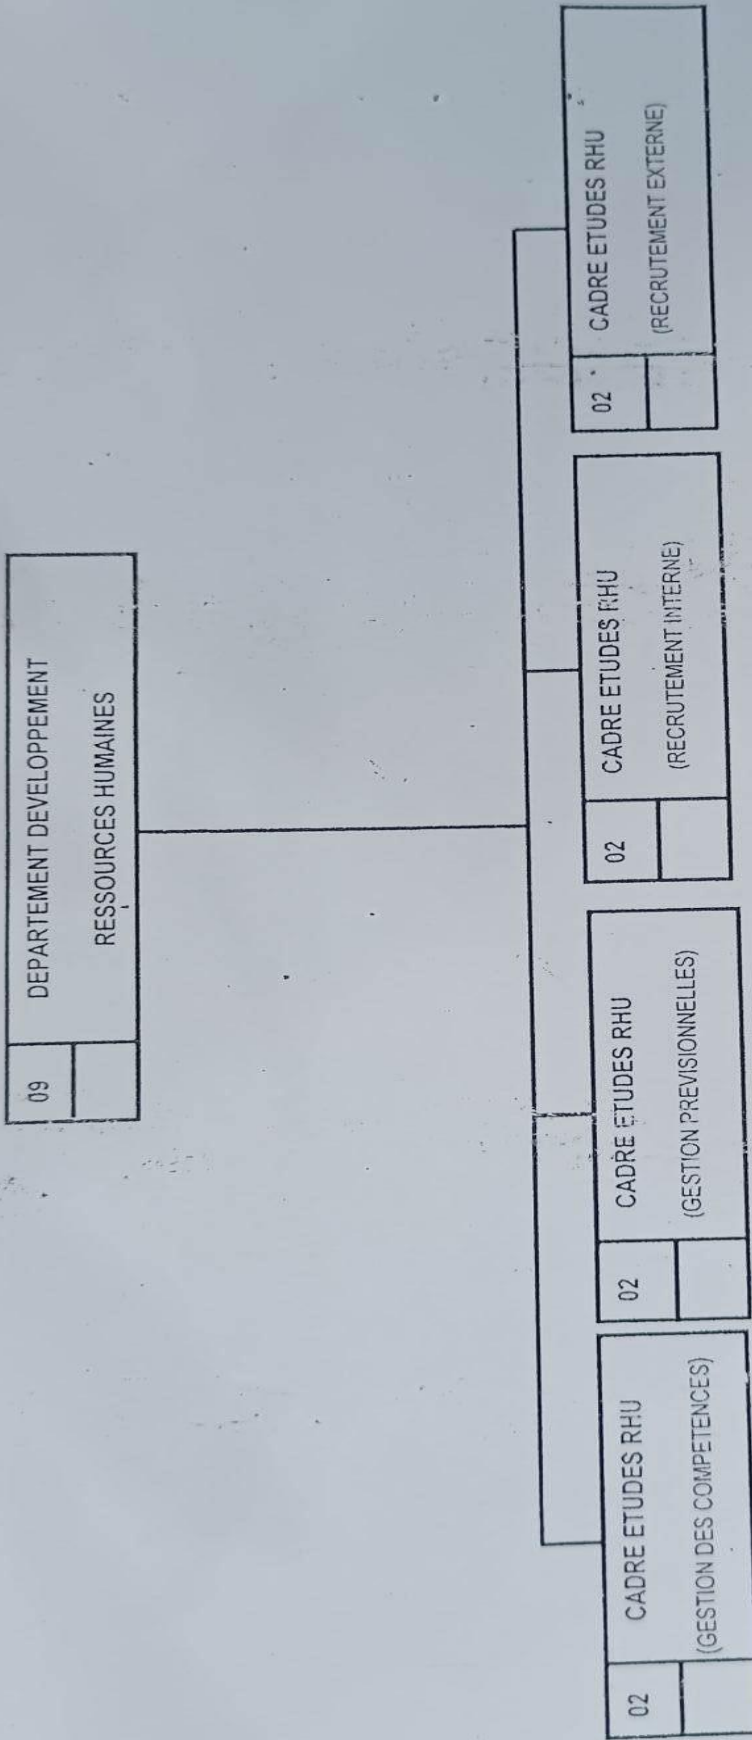 09
DEPARTEMENT DEVELOPPEMENT
RESSOURCES HUMAINES
02
CADRE ETUDES RHU
(GESTION DES COMPETENCES)
02
CADRE ETUDES RHU
(GESTION PREVISIONNELLES)
02
CADRE ETUDES RHU
(RECRUTEMENT INTERNE)
02
CADRE ETUDES RHU
(RECRUTEMENT EXTERNE)